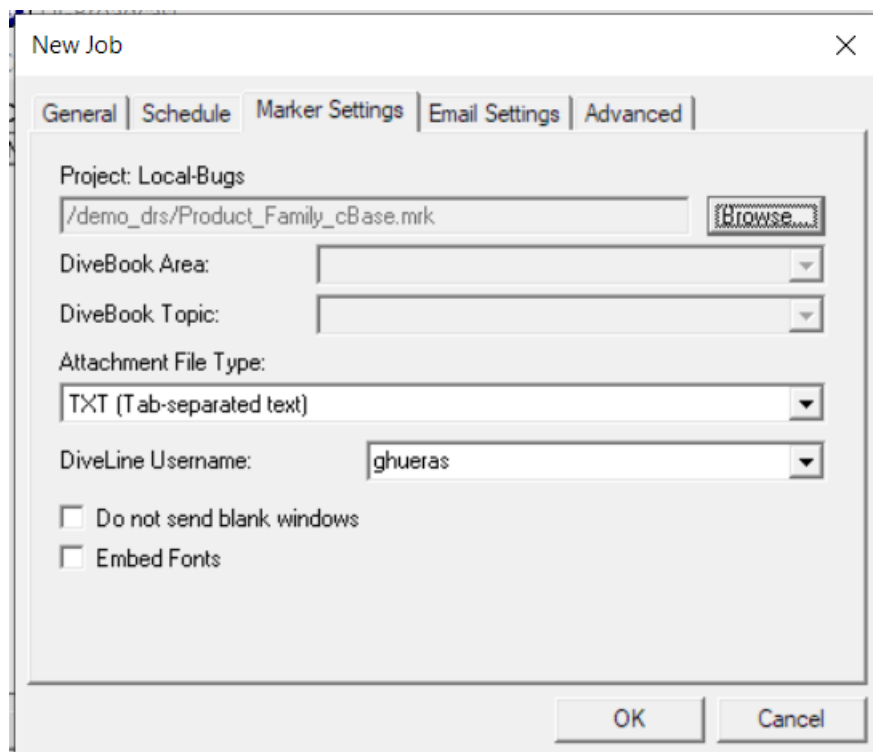 New Job
General Schedule Marker Settings Email Settings Advanced
Project: Local-Bugs
/demo_drs/Product_Family_cBase.mrk Browse...
DiveBook Area:
DiveBook Topic:
Attachment File Type:
TXT (Tab-separated text)
DiveLine Username: ghueras
Do not send blank windows
Embed Fonts
OK Cancel